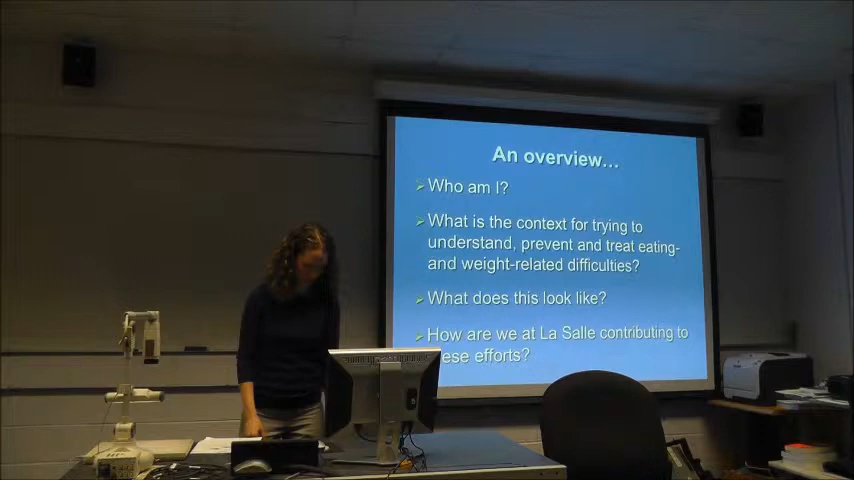 An overview...
➢Who am I?
➢What is the context for trying to
understand, prevent and treat eating-
and weight-related difficulties?
➢What does this look like?
➢How are we at La Salle contributing to
ese efforts?